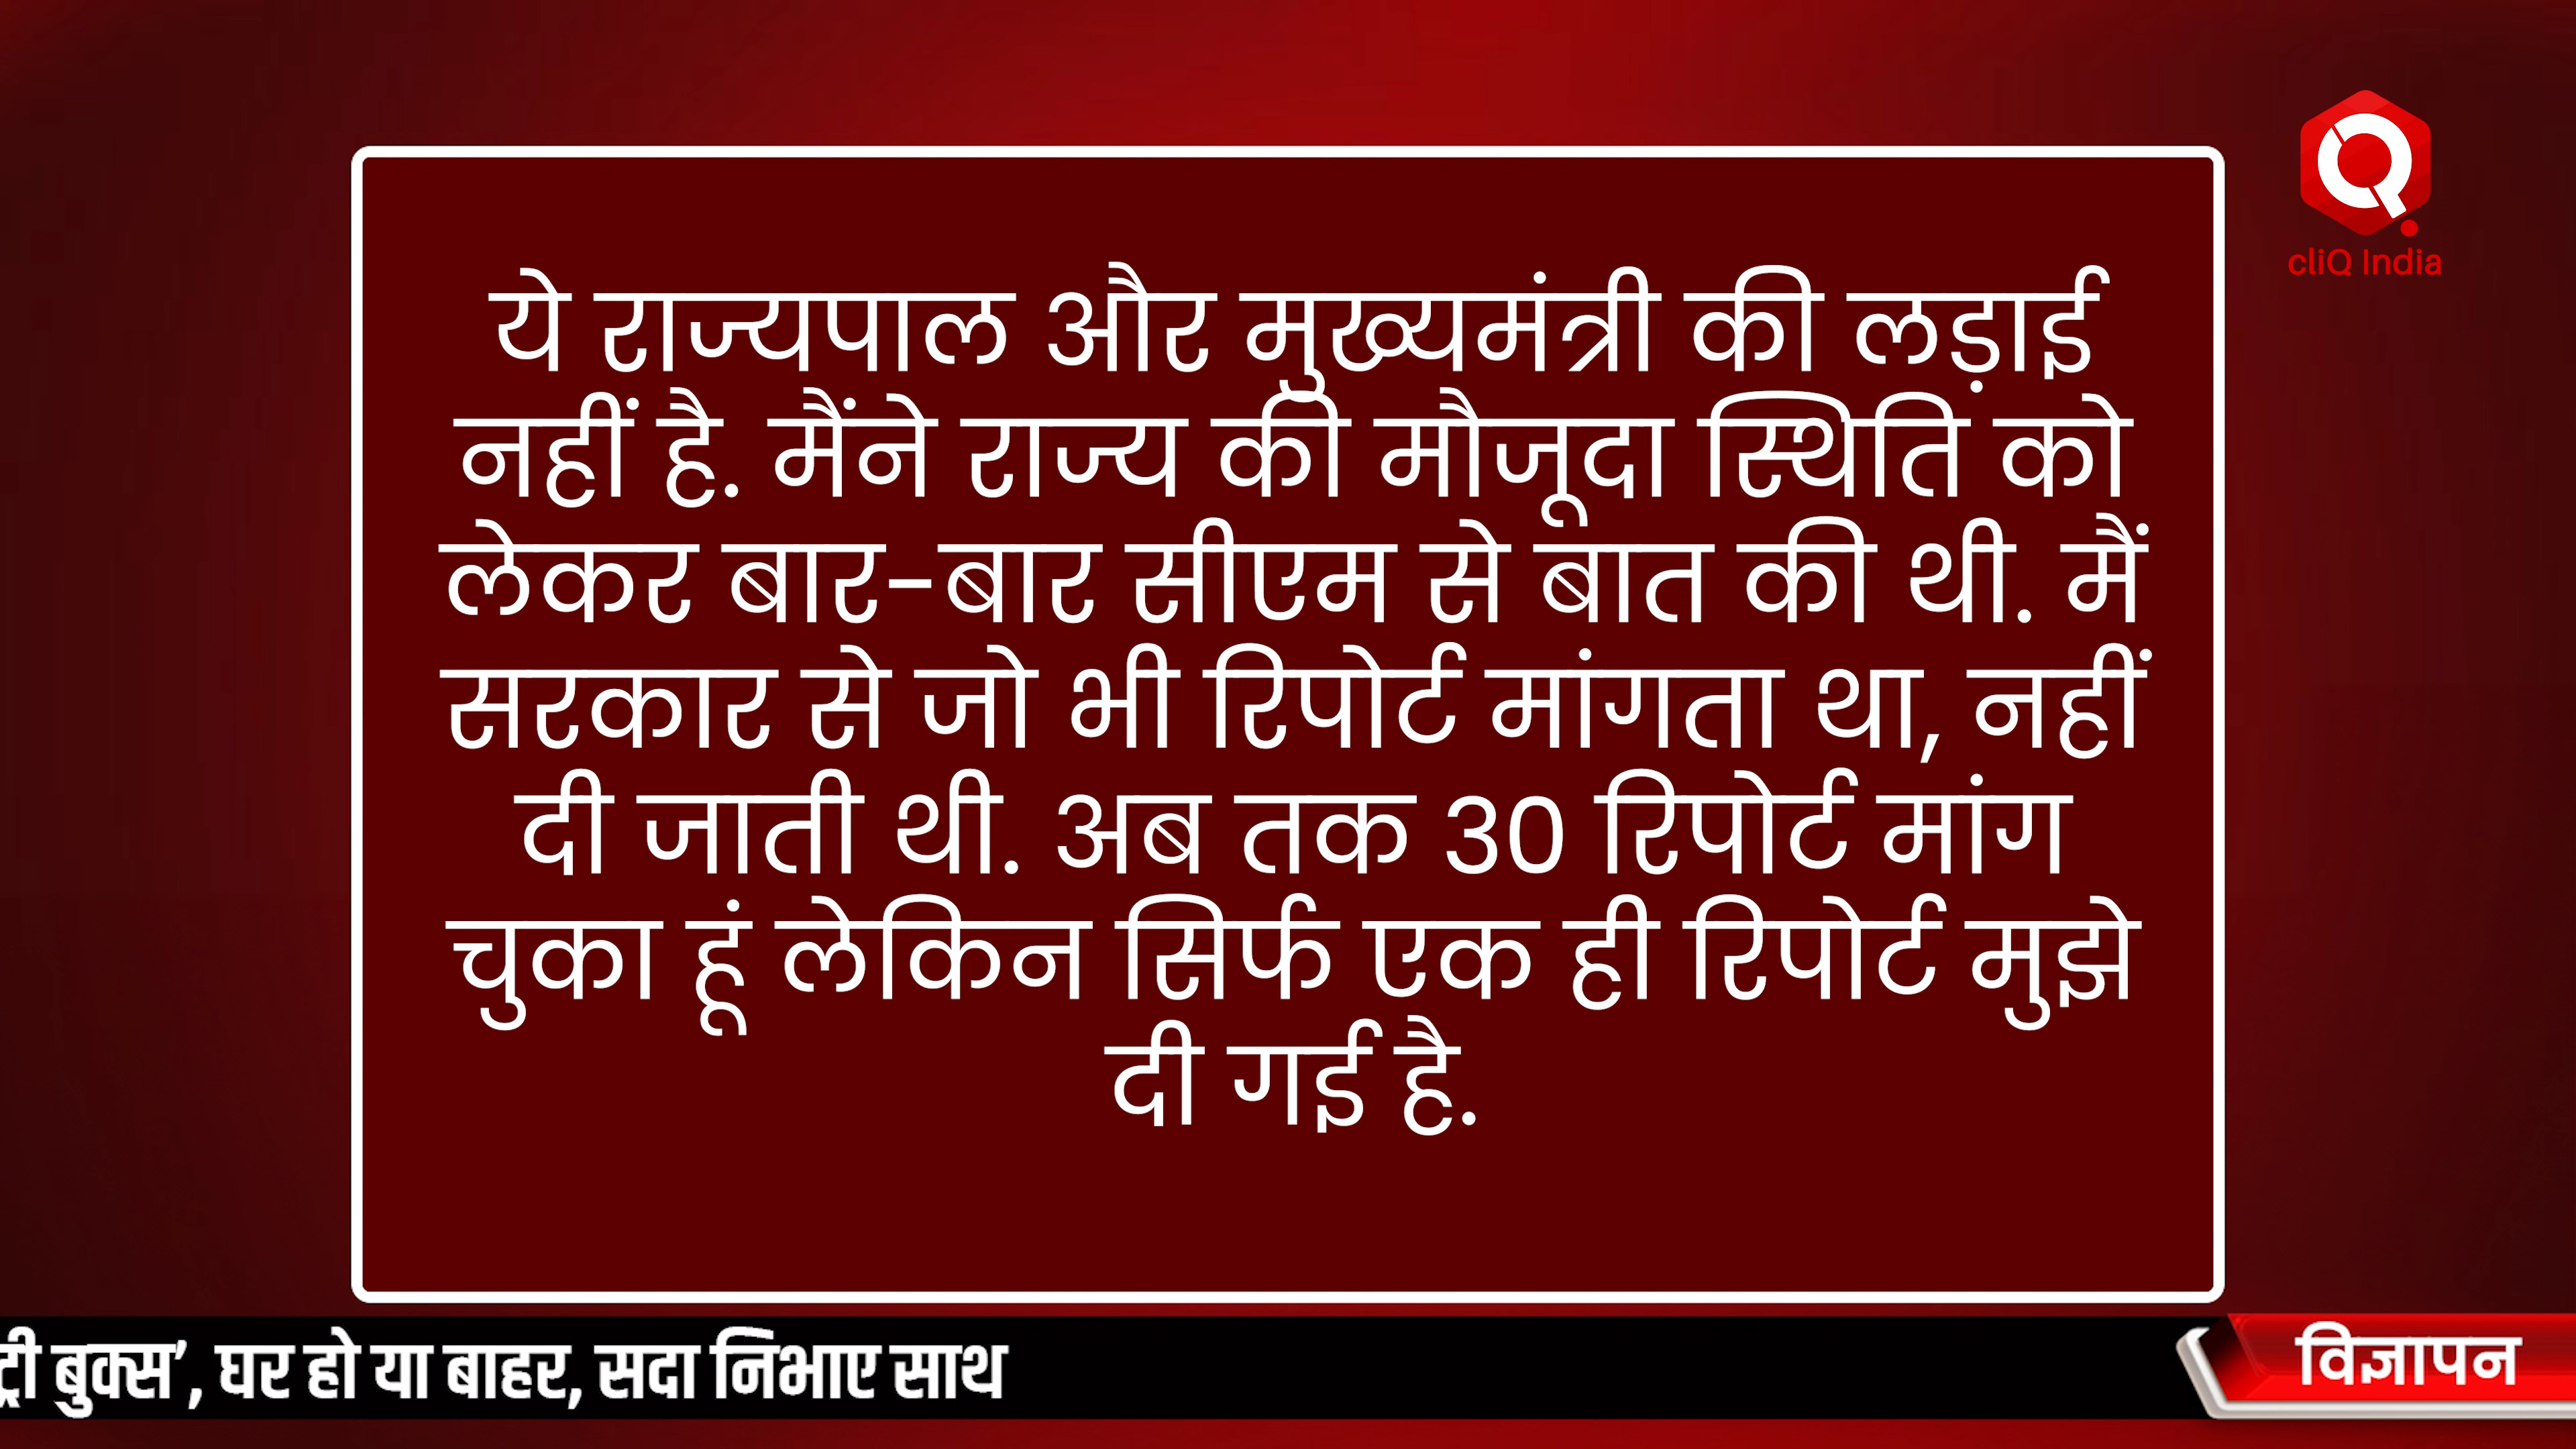 cliQ India
ये राज्यपाल और मुख्यमंत्री की लड़ाई
नहीं है. मैंने राज्य की मौजूदा स्थिति को
लेकर बार-बार सीएम से बात की थी. मैं
सरकार से जो भी रिपोर्ट मांगता था, नहीं
दी जाती थी. अब तक 30 रिपोर्ट मांग
चुका हूं लेकिन सिर्फ एक ही रिपोर्ट मुझे
दी गई है.
बुक्स’, घर हो या बाहर, सदा निभाए साथ
विज्ञापन